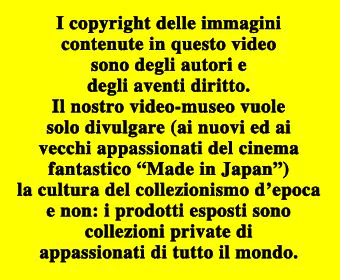 I copyright delle immagini
contenute in questo video
sono degli autori e
degli aventi diritto.
Il nostro video-museo vuole
solo divulgare (ai nuovi ed ai
vecchi appassionati del cinema
fantastico “Made in Japan”)
la cultura del collezionismo d’epoca
e non: i prodotti esposti sono
collezioni private di
appassionati di tutto il mondo.